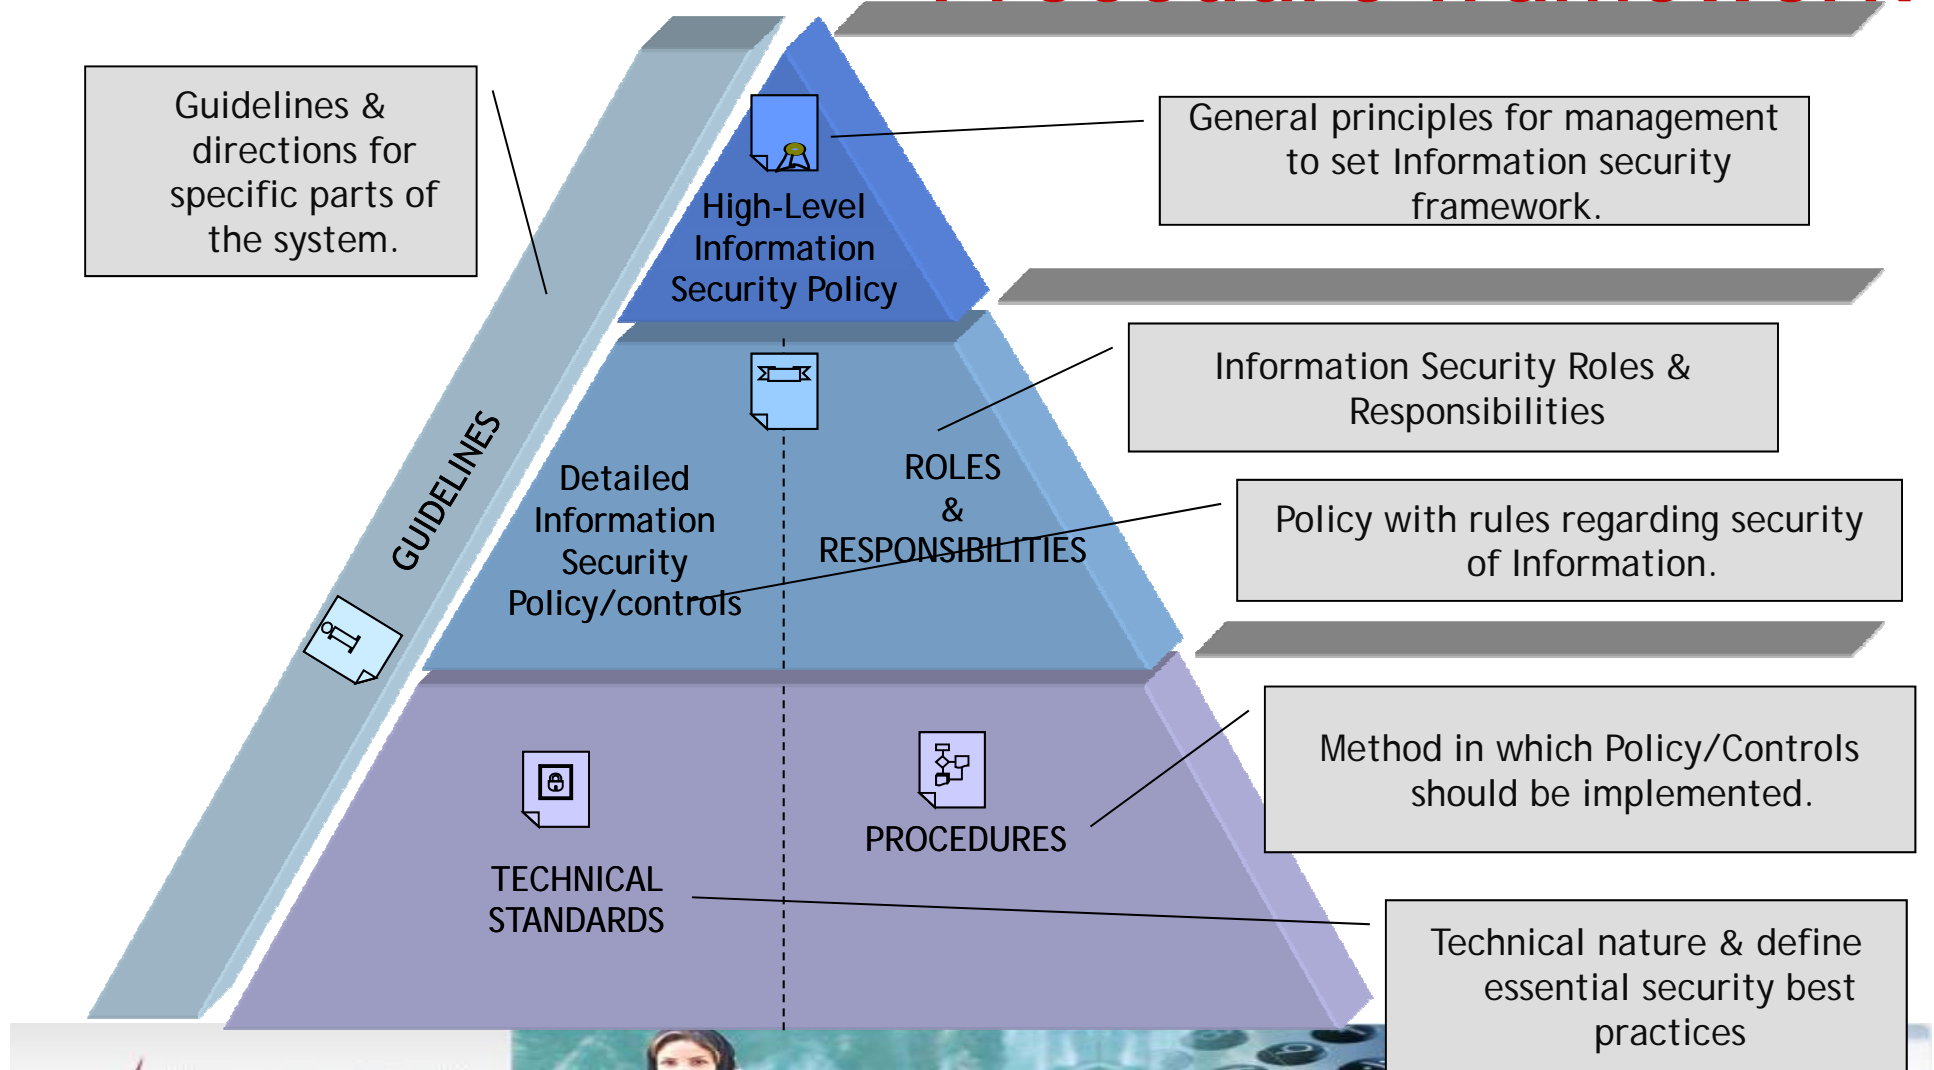 Procedure framework
Guidelines &
directions for
specific parts of
the system.
General principles for management
to set Information security
framework.
High-Level
Information
Security Policy
Information Security Roles &
Responsibilities
GUIDELINES
Detailed
Information
Security
Policy/controls
ROLES
&
RESPONSIBILITIES
Policy with rules regarding security
of Information.
Method in which Policy/Controls
should be implemented.
PROCEDURES
TECHNICAL
STANDARDS
Technical nature & define
essential security best
practices